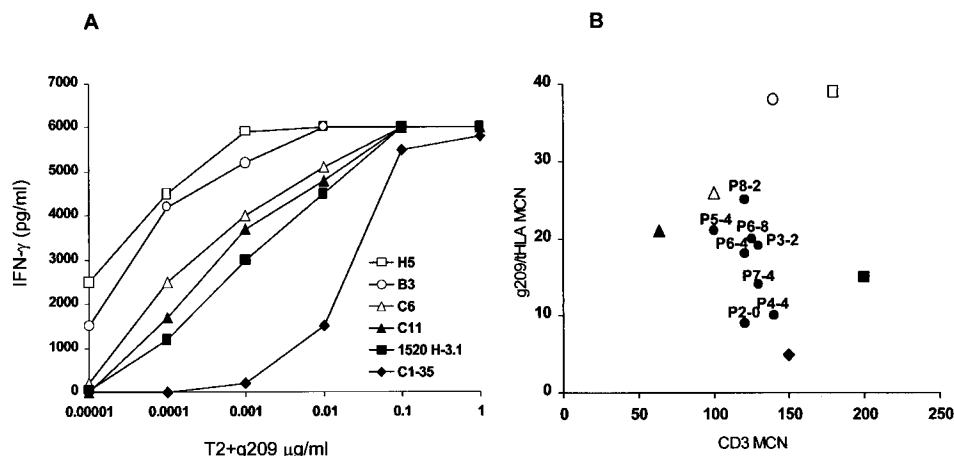 A
IFN-γ (pg/ml)
7000
6000
5000
4000
3000
2000
1000
0
0.00001 0.0001 0.001 0.01 0.1 1
T2+g209 μg/ml
H5
B3
C6
C11
1520 H-3.1
C1-35
B
g209/tHLA MCN
40
30
20
10
0
0 50 100 150 200 250
CD3 MCN
P8-2
P5-4
P6-8
P6-4
P3-2
P7-4
P4-4
P2-0